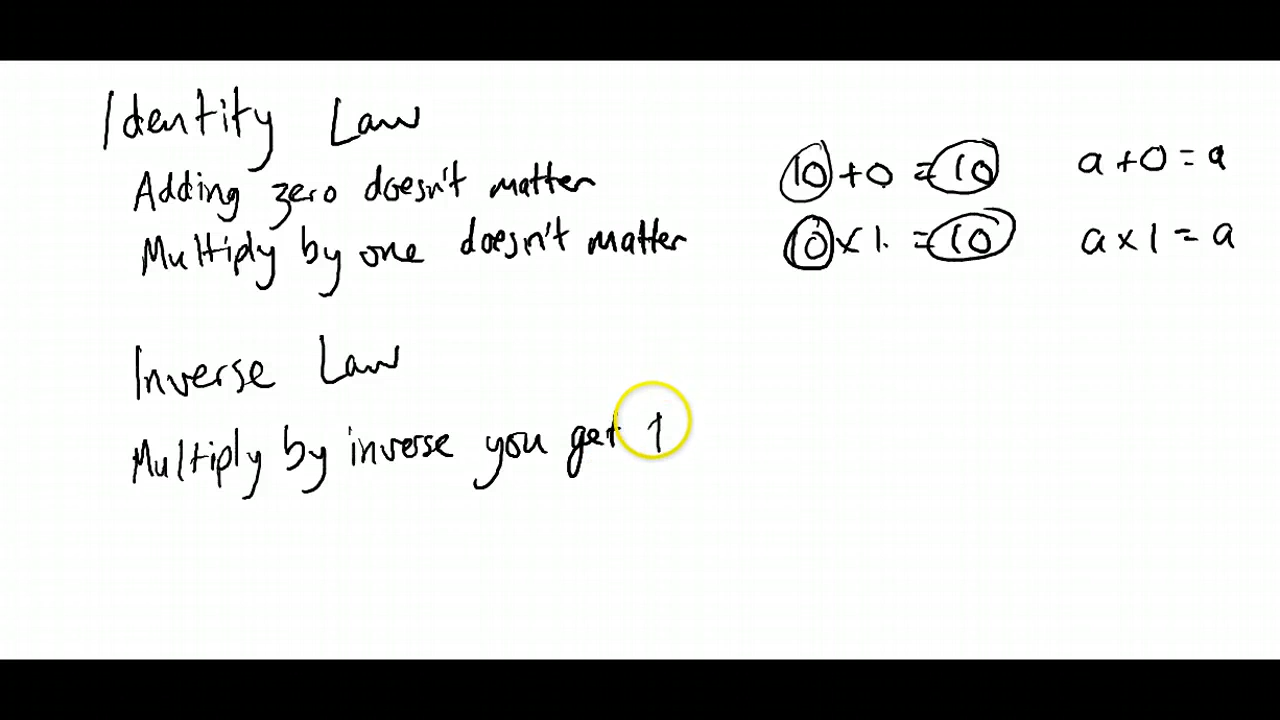 Identity Law
Adding zero doesn't matter 10 + 0 = 10 a + 0 = a
Multiply by one doesn't matter 10 × 1 = 10 a × 1 = a
Inverse Law
Multiply by inverse you get 1